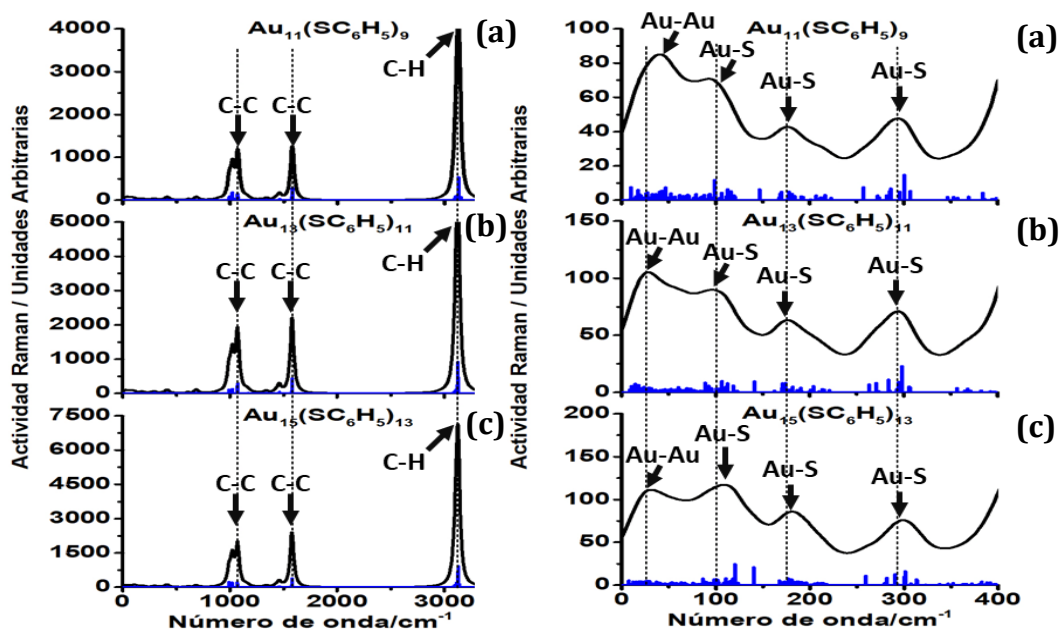 Actividad Raman / Unidades Arbitrarias
4000
3000
2000
1000
0
Au₁₁(SC₆H₅)₉
(a)
C-C
C-C
C-H
5000
4000
3000
2000
1000
0
Au₁₃(SC₆H₅)₁₁
(b)
C-C
C-C
C-H
7500
6000
4500
3000
1500
0
Au₁₅(SC₆H₅)₁₃
(c)
C-C
C-C
C-H
0 1000 2000 3000
Número de onda/cm⁻¹
Actividad Raman / Unidades Arbitrarias
100
80
60
40
20
0
Au₁₁(SC₆H₅)₉
(a)
Au-Au
Au-S
Au-S
Au-S
150
100
50
0
Au₁₃(SC₆H₅)₁₁
(b)
Au-Au
Au-S
Au-S
Au-S
200
150
100
50
0
Au₁₅(SC₆H₅)₁₃
(c)
Au-Au
Au-S
Au-S
Au-S
0 100 200 300 400
Número de onda/cm⁻¹